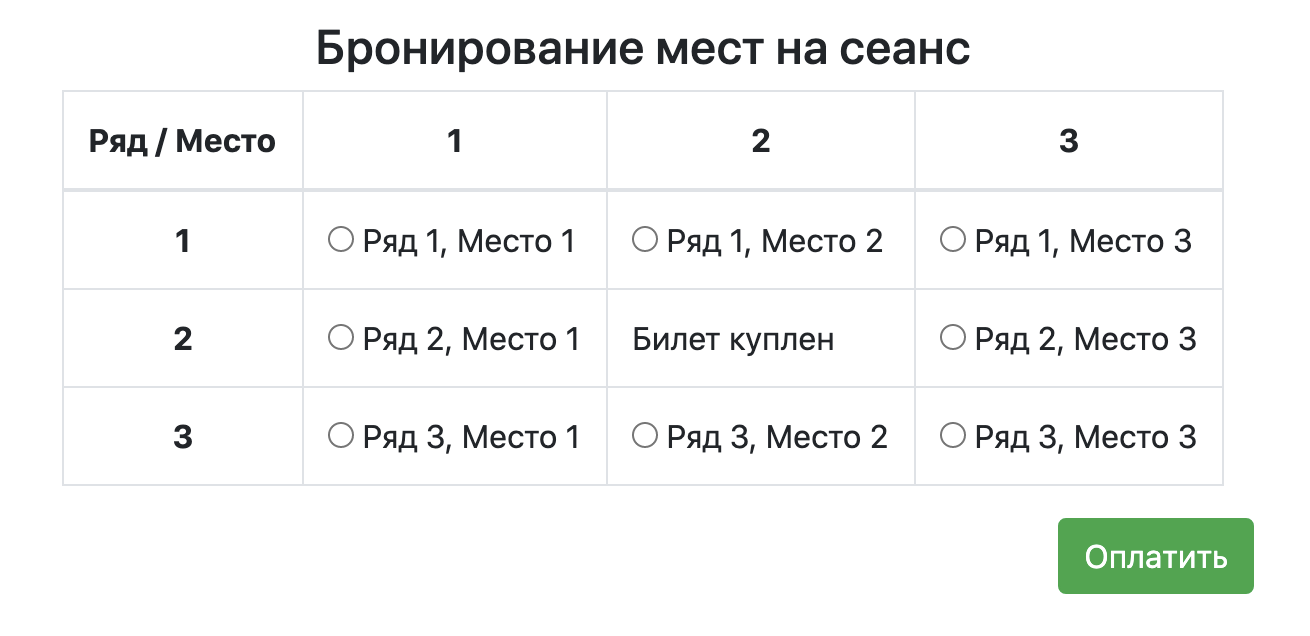 Бронирование мест на сеанс
Ряд / Место 1 2 3
1 Ряд 1, Место 1 Ряд 1, Место 2 Ряд 1, Место 3
2 Ряд 2, Место 1 Билет куплен Ряд 2, Место 3
3 Ряд 3, Место 1 Ряд 3, Место 2 Ряд 3, Место 3
Оплатить